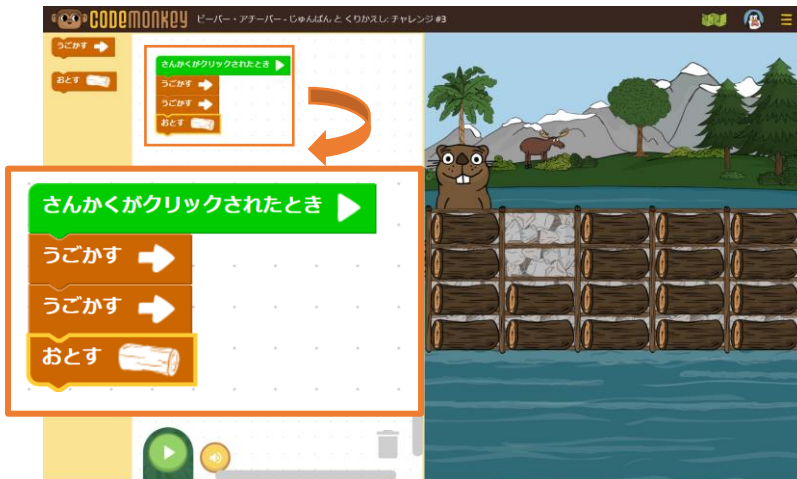 CODEMONKEY ビーバー・アチーバー - じゅんばん と くりかえし: チャレンジ #3
うごかす
おとす
さんかくがクリックされたとき
うごかす
うごかす
おとす
さんかくがクリックされたとき
うごかす
うごかす
おとす